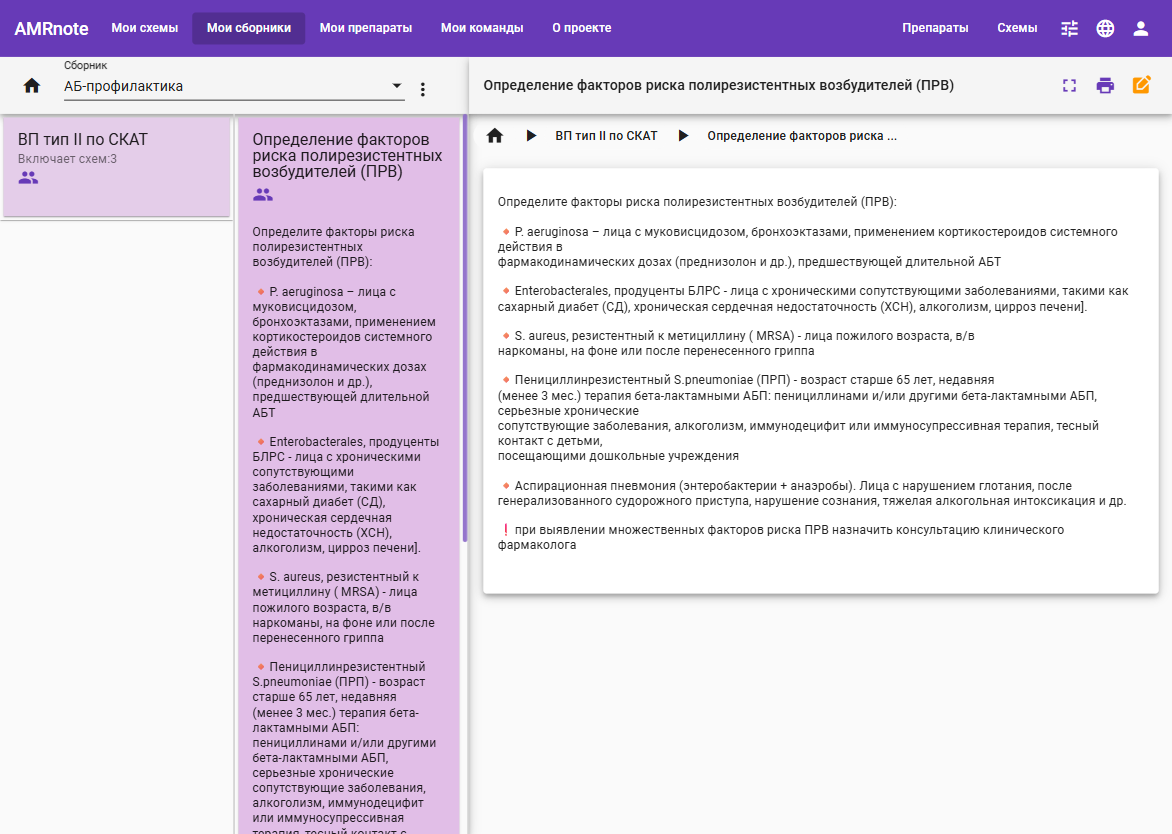 AMRnote Мои схемы Мои сборники Мои препараты Мои команды О проекте Препараты Схемы
Сборник
АБ-профилактика
Определение факторов риска полирезистентных возбудителей (ПРВ)
ВП тип II по СКАТ
Включает схем:3
Определение факторов
риска полирезистентных
возбудителей (ПРВ)
Определите факторы риска
полирезистентных
возбудителей (ПРВ):
🔸P. aeruginosa – лица с
муковисцидозом,
бронхоэктазами, применением
кортикостероидов системного
действия в
фармакодинамических дозах
(преднизолон и др.),
предшествующей длительной
АБТ
🔸Enterobacterales, продуценты
БЛРС - лица с хроническими
сопутствующими
заболеваниями, такими как
сахарный диабет (СД),
хроническая сердечная
недостаточность (ХСН),
алкоголизм, цирроз печени].
🔸S. aureus, резистентный к
метициллину ( MRSA) - лица
пожилого возраста, в/в
наркоманы, на фоне или после
перенесенного гриппа
🔸Пенициллинрезистентный
S.pneumoniae (ПРП) - возраст
старше 65 лет, недавняя
(менее 3 мес.) терапия бета-
лактамными АБП:
пенициллинами и/или другими
бета-лактамными АБП,
серьезные хронические
сопутствующие заболевания,
алкоголизм, иммунодецифит
или иммуносупрессивная
терапия, тесный контакт с
ВП тип II по СКАТ Определение факторов риска ...
Определите факторы риска полирезистентных возбудителей (ПРВ):
🔸P. aeruginosa – лица с муковисцидозом, бронхоэктазами, применением кортикостероидов системного
действия в
фармакодинамических дозах (преднизолон и др.), предшествующей длительной АБТ
🔸Enterobacterales, продуценты БЛРС - лица с хроническими сопутствующими заболеваниями, такими как
сахарный диабет (СД), хроническая сердечная недостаточность (ХСН), алкоголизм, цирроз печени].
🔸S. aureus, резистентный к метициллину ( MRSA) - лица пожилого возраста, в/в
наркоманы, на фоне или после перенесенного гриппа
🔸Пенициллинрезистентный S.pneumoniae (ПРП) - возраст старше 65 лет, недавняя
(менее 3 мес.) терапия бета-лактамными АБП: пенициллинами и/или другими бета-лактамными АБП,
серьезные хронические
сопутствующие заболевания, алкоголизм, иммунодецифит или иммуносупрессивная терапия, тесный
контакт с детьми,
посещающими дошкольные учреждения
🔸Аспирационная пневмония (энтеробактерии + анаэробы). Лица с нарушением глотания, после
генерализованного судорожного приступа, нарушение сознания, тяжелая алкогольная интоксикация и др.
❗при выявлении множественных факторов риска ПРВ назначить консультацию клинического
фармаколога